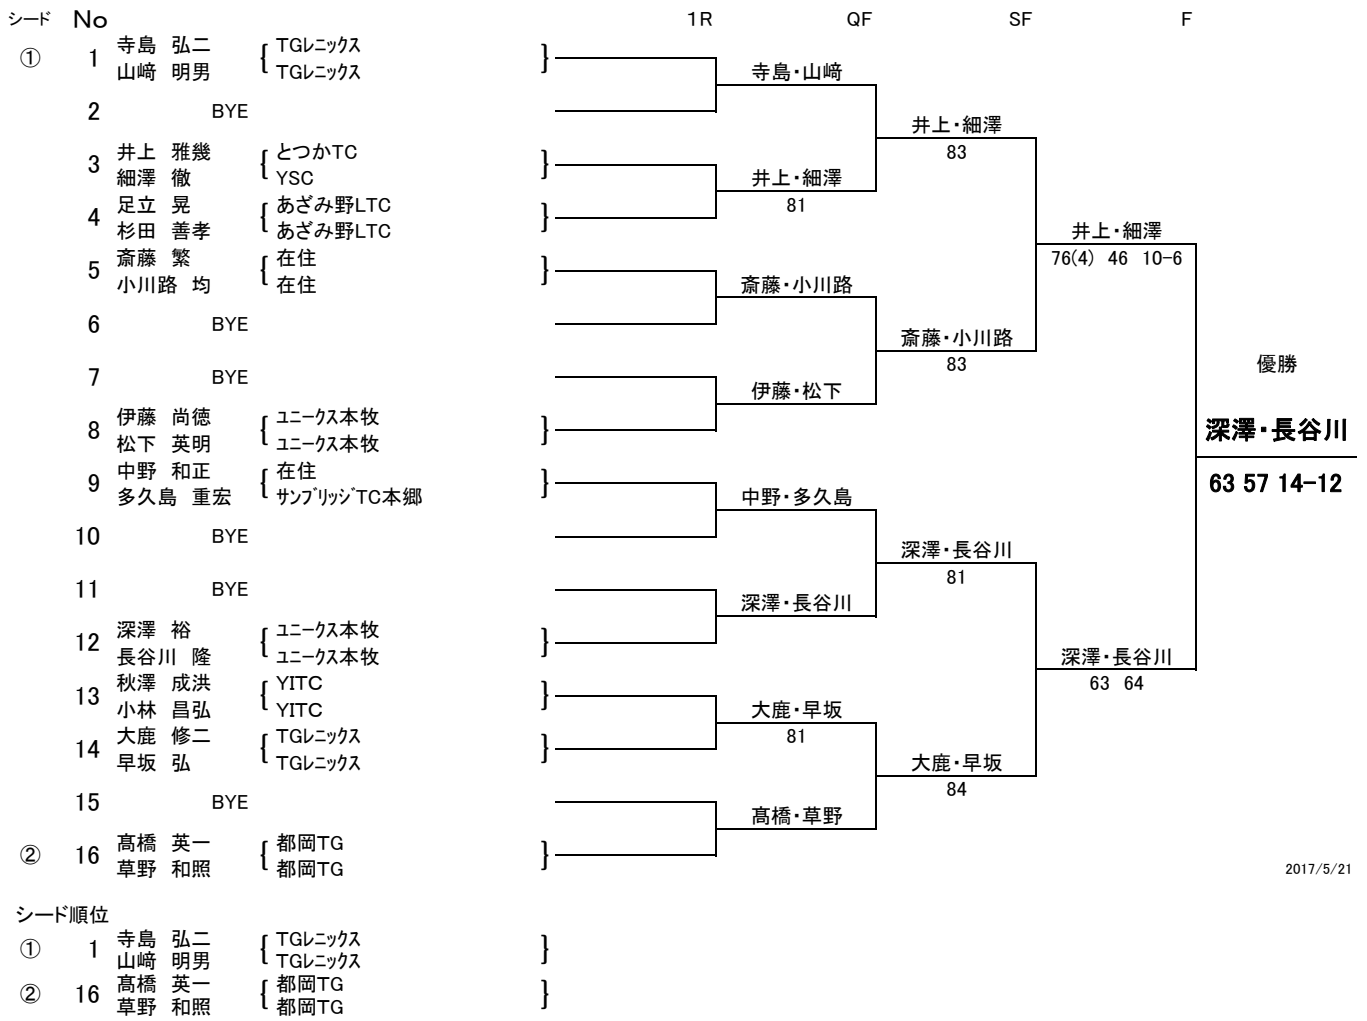 シード No 1R QF SF F
① 1 寺島 弘二 { TGレニックス }
山﨑 明男 TGレニックス
寺島・山﨑
2 BYE
井上・細澤
83
3 井上 雅幾 { とつかTC }
細澤 徹 YSC
井上・細澤
81
4 足立 晃 { あざみ野LTC }
杉田 善孝 あざみ野LTC
井上・細澤
76(4) 46 10-6
5 斎藤 繁 { 在住 }
小川路 均 在住
斎藤・小川路
6 BYE
斎藤・小川路
83
7 BYE
伊藤・松下
8 伊藤 尚徳 { ユニークス本牧 }
松下 英明 ユニークス本牧
優勝
深澤・長谷川
63 57 14-12
9 中野 和正 { 在住 }
多久島 重宏 サンブリッジTC本郷
中野・多久島
10 BYE
深澤・長谷川
81
11 BYE
深澤・長谷川
12 深澤 裕 { ユニークス本牧 }
長谷川 隆 ユニークス本牧
深澤・長谷川
63 64
13 秋澤 成洪 { YITC }
小林 昌弘 YITC
大鹿・早坂
81
14 大鹿 修二 { TGレニックス }
早坂 弘 TGレニックス
大鹿・早坂
84
15 BYE
髙橋・草野
② 16 髙橋 英一 { 都岡TG }
草野 和照 都岡TG
2017/5/21
シード順位
① 1 寺島 弘二 { TGレニックス }
山﨑 明男 TGレニックス
② 16 髙橋 英一 { 都岡TG }
草野 和照 都岡TG